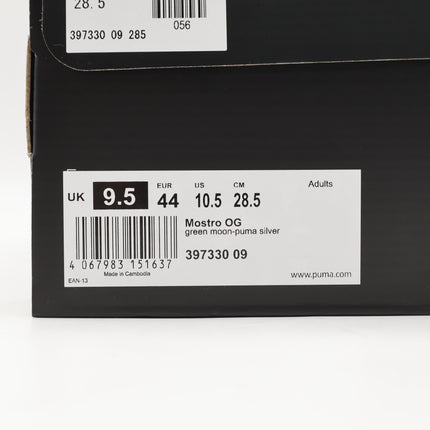 28. 5
397330 09 285
056
UK 9.5 EUR 44 US 10.5 CM 28.5 Adults
Mostro OG
green moon-puma silver
4 067983 151637
397330 09
Made in Cambodia
EAN-13
www.puma.com